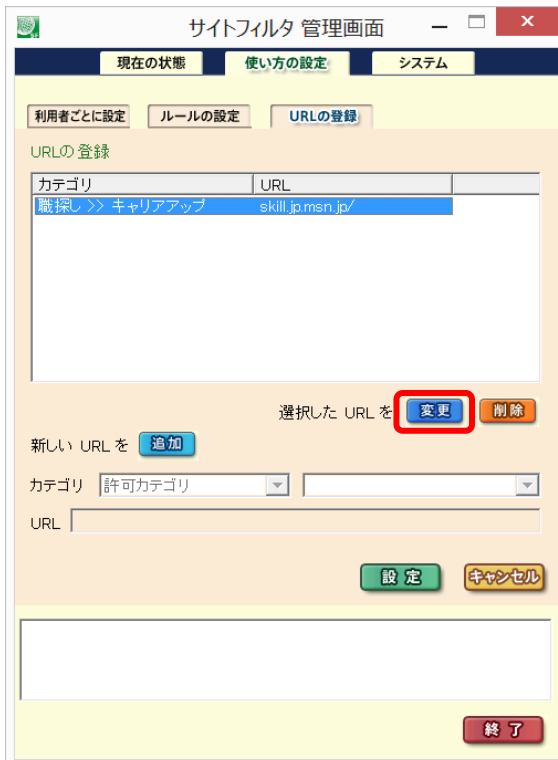 サイトフィルタ 管理画面
現在の状態 使い方の設定 システム
利用者ごとに設定 ルールの設定 URLの登録
URLの登録
カテゴリ URL
職探し >> キャリアアップ skill.jp.msn.jp/
選択した URL を 変更 削除
新しい URL を 追加
カテゴリ 許可カテゴリ
URL
設定 キャンセル
終了